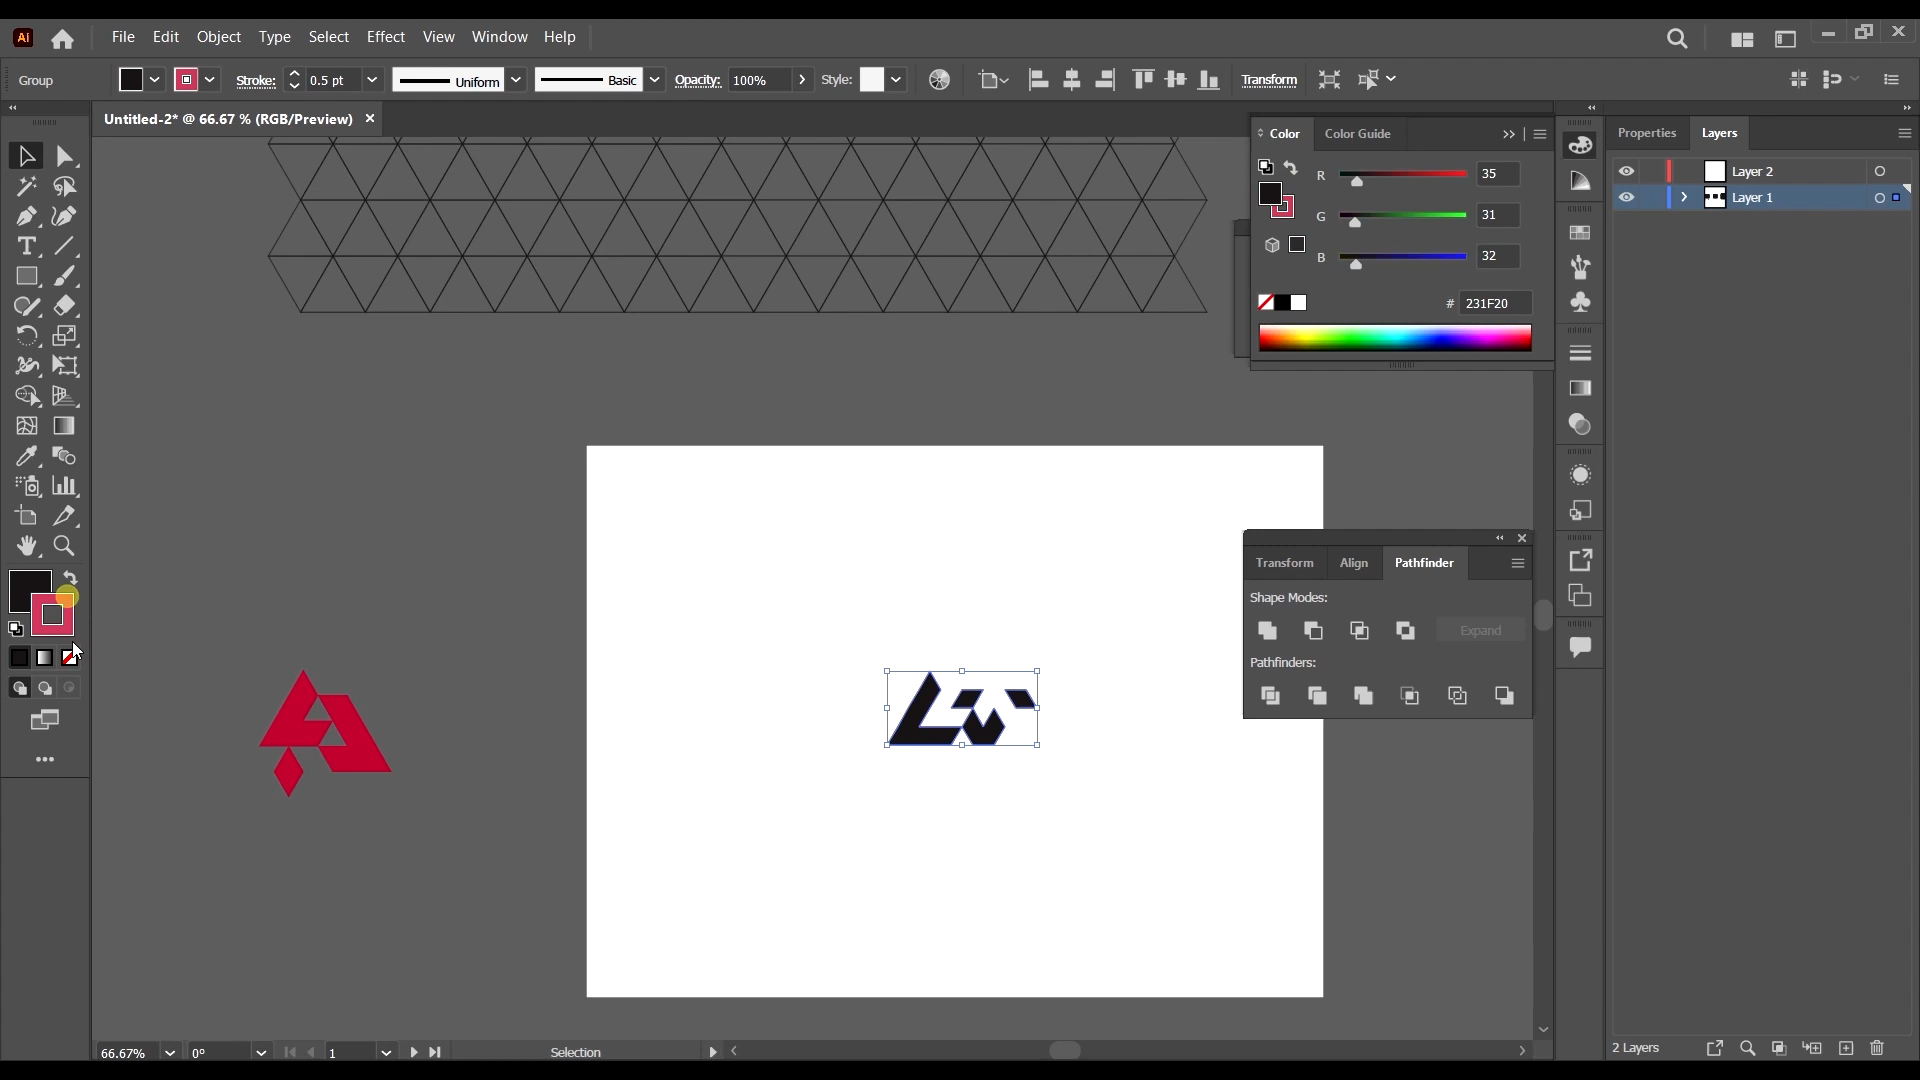 Ai File Edit Object Type Select Effect View Window Help
Group Stroke: 0.5 pt Uniform Basic Opacity: 100% Style: Transform
Untitled-2* @ 66.67 % (RGB/Preview)
Color Color Guide
R 35
G 31
B 32
# 231F20
Properties Layers
Layer 2
Layer 1
Transform Align Pathfinder
Shape Modes:
Expand
Pathfinders:
Lw
A
66.67% 0° 1 Selection
2 Layers